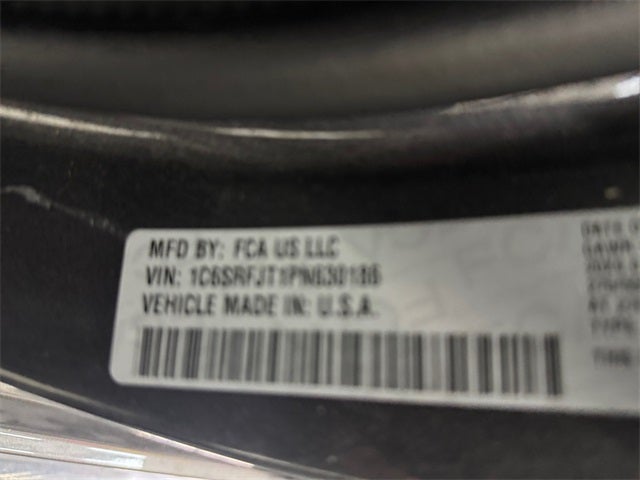 MFD BY: FCA US LLC
VIN: 1C6SRFJT1PN630186
VEHICLE MADE IN: U.S.A.